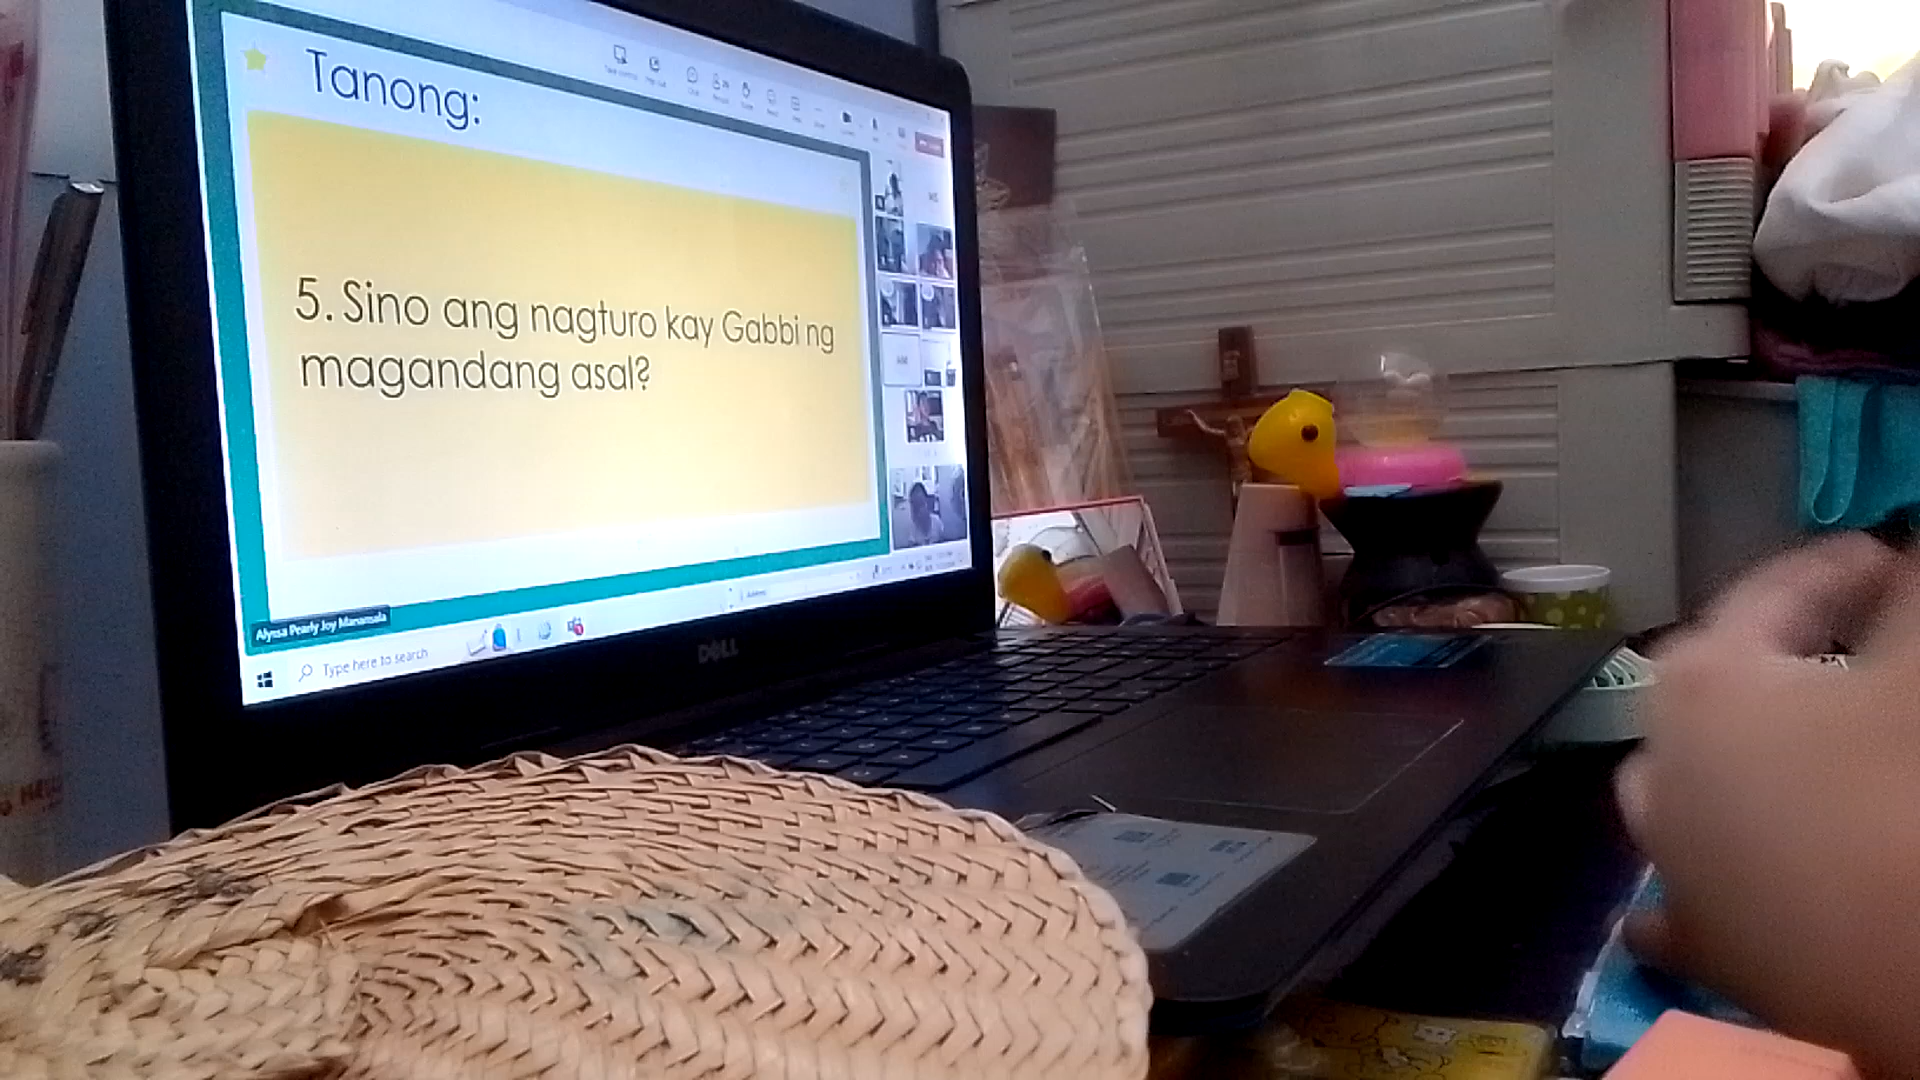 Tanong:
5. Sino ang nagturo kay Gabbi ng
magandang asal?
Alyssa Pearly Joy Manansala
Type here to search
DELL